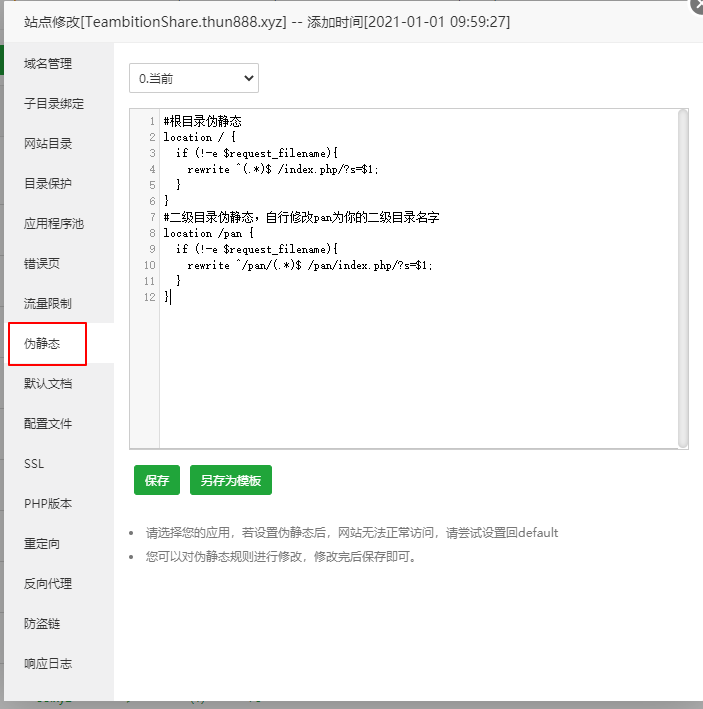 站点修改[TeambitionShare.thun888.xyz] -- 添加时间[2021-01-01 09:59:27]
域名管理
子目录绑定
网站目录
目录保护
应用程序池
错误页
流量限制
伪静态
默认文档
配置文件
SSL
PHP版本
重定向
反向代理
防盗链
响应日志
0.当前
1 #根目录伪静态
2 location / {
3 if (!-e $request_filename){
4 rewrite ^(.*)$ /index.php/?s=$1;
5 }
6 }
7 #二级目录伪静态，自行修改pan为你的二级目录名字
8 location /pan {
9 if (!-e $request_filename){
10 rewrite ^/pan/(.*)$ /pan/index.php/?s=$1;
11 }
12 }
保存 另存为模板
• 请选择您的应用，若设置伪静态后，网站无法正常访问，请尝试设置回default
• 您可以对伪静态规则进行修改，修改完后保存即可。